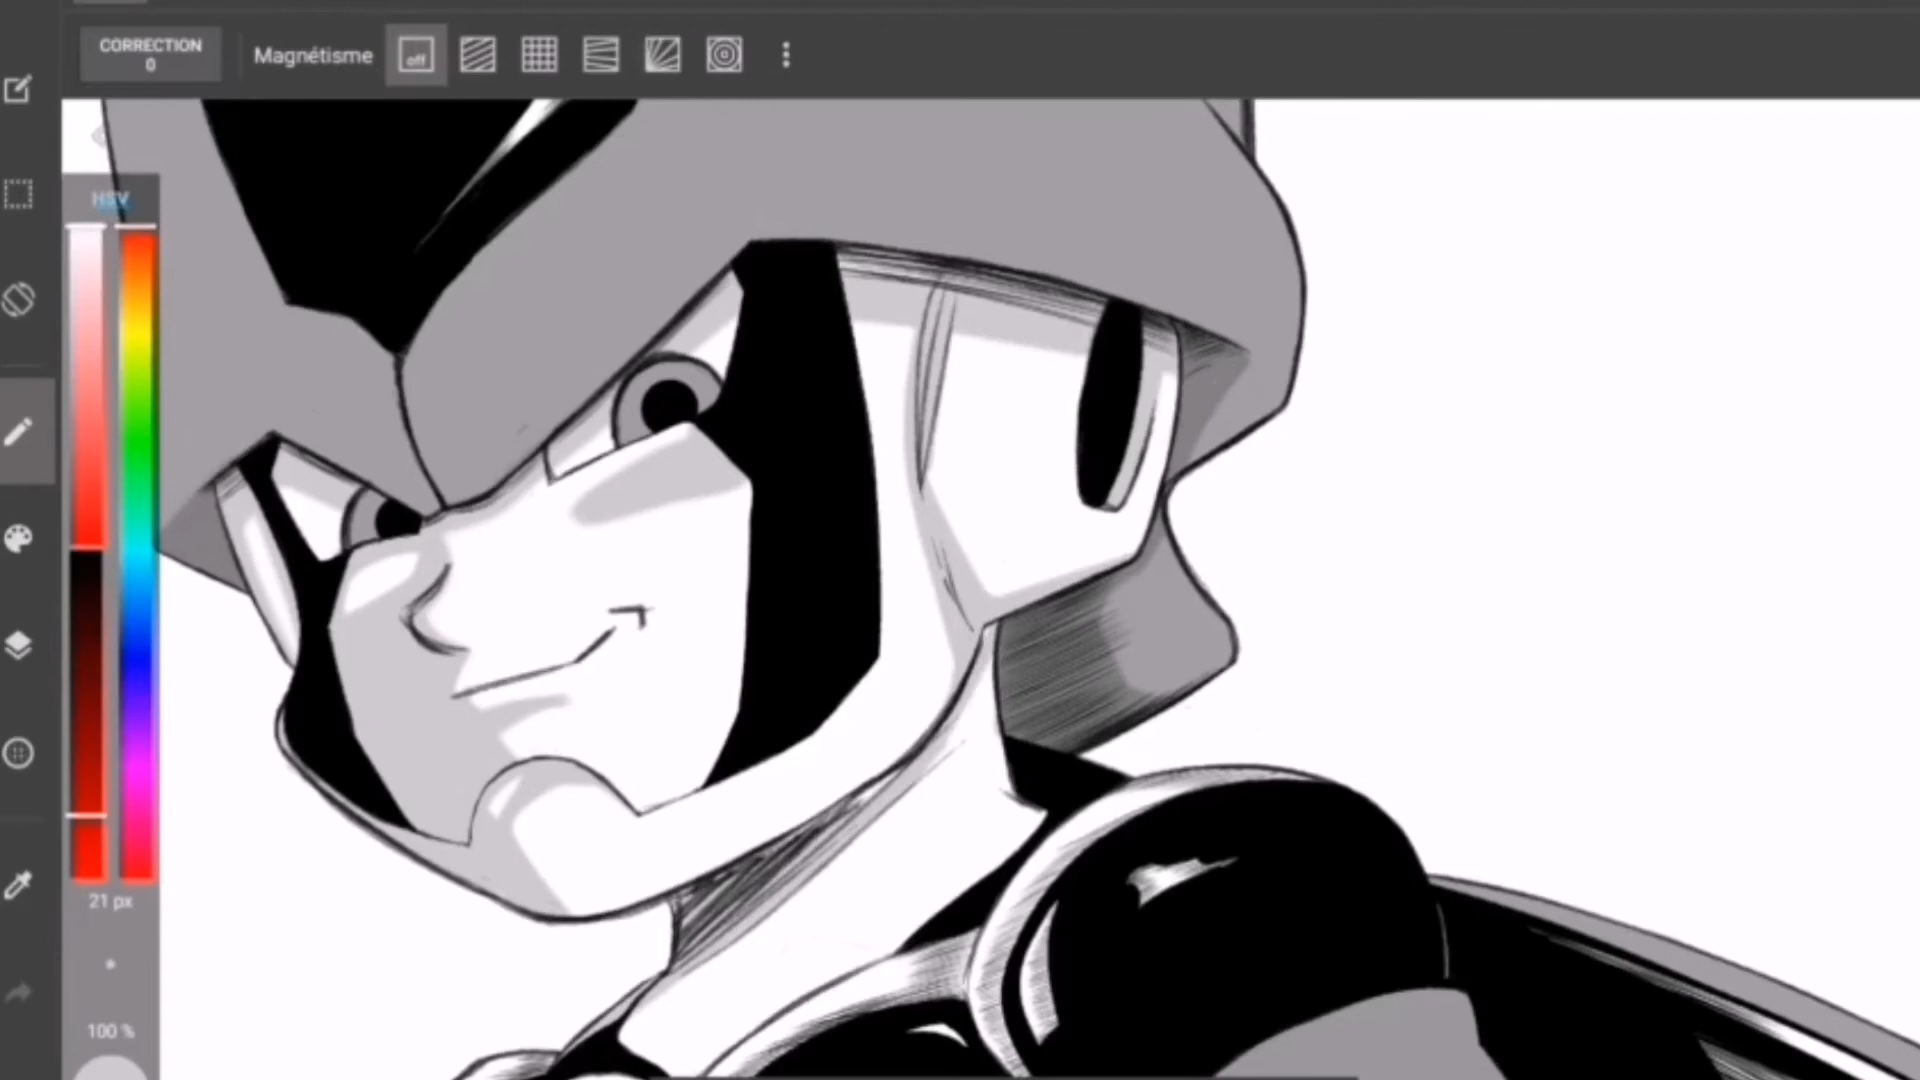 CORRECTION
0
Magnétisme
off
HSV
21 px
100 %